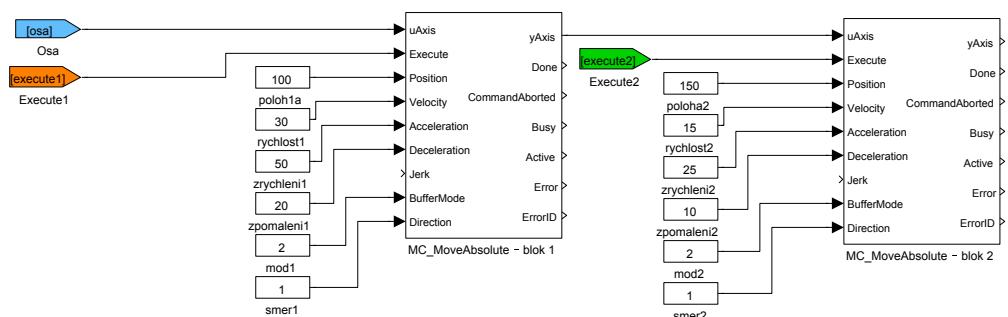 [osa]
Osa
[execute1]
Execute1
100
poloh1a
30
rychlost1
50
zrychleni1
20
zpomaleni1
2
mod1
1
smer1
uAxis
Execute
Position
Velocity
Acceleration
Deceleration
Jerk
BufferMode
Direction
yAxis
Done
CommandAborted
Busy
Active
Error
ErrorID
MC_MoveAbsolute - blok 1
[execute2]
Execute2
150
poloha2
15
rychlost2
25
zrychleni2
10
zpomaleni2
2
mod2
1
smer2
uAxis
Execute
Position
Velocity
Acceleration
Deceleration
Jerk
BufferMode
Direction
yAxis
Done
CommandAborted
Busy
Active
Error
ErrorID
MC_MoveAbsolute - blok 2